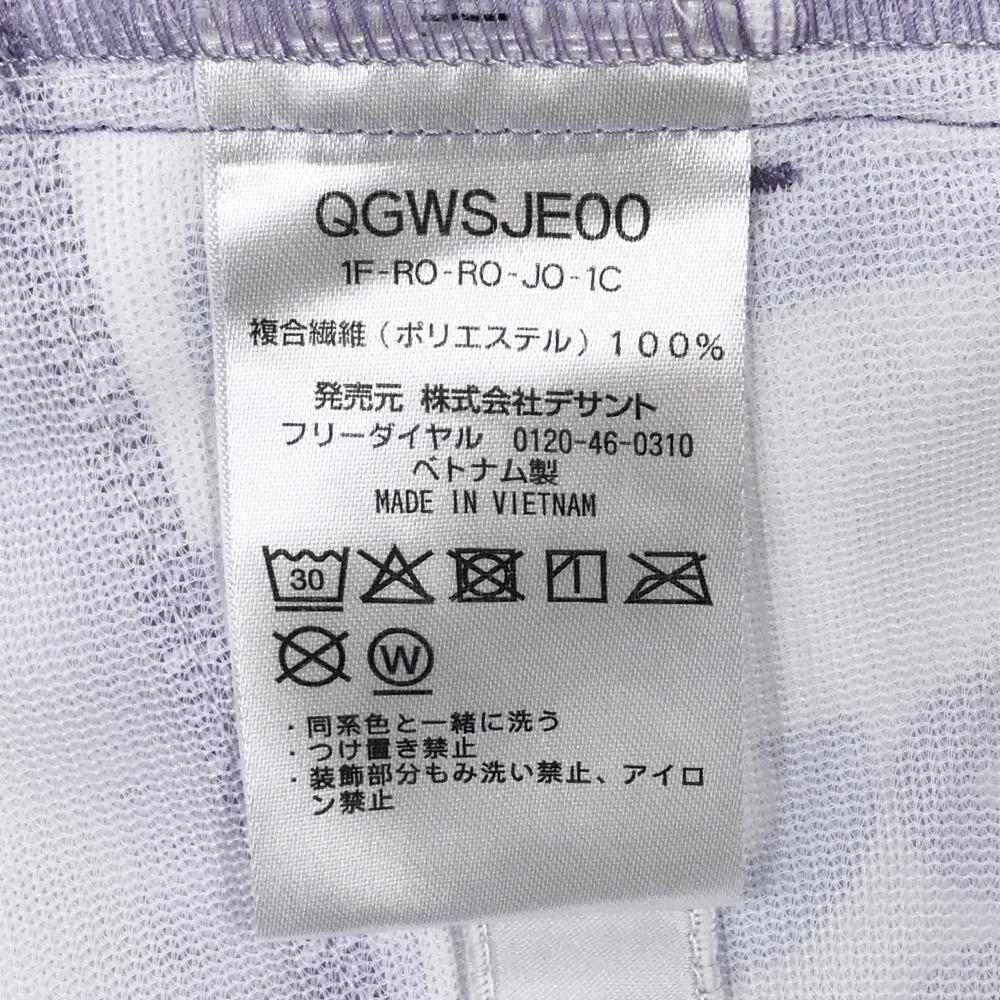 QGWSJE00
1F-RO-RO-JO-1C
複合繊維（ポリエステル）１００％
発売元 株式会社デサント
フリーダイヤル 0120-46-0310
ベトナム製
MADE IN VIETNAM
30
W
・同系色と一緒に洗う
・つけ置き禁止
・装飾部分もみ洗い禁止、アイロ
ン禁止